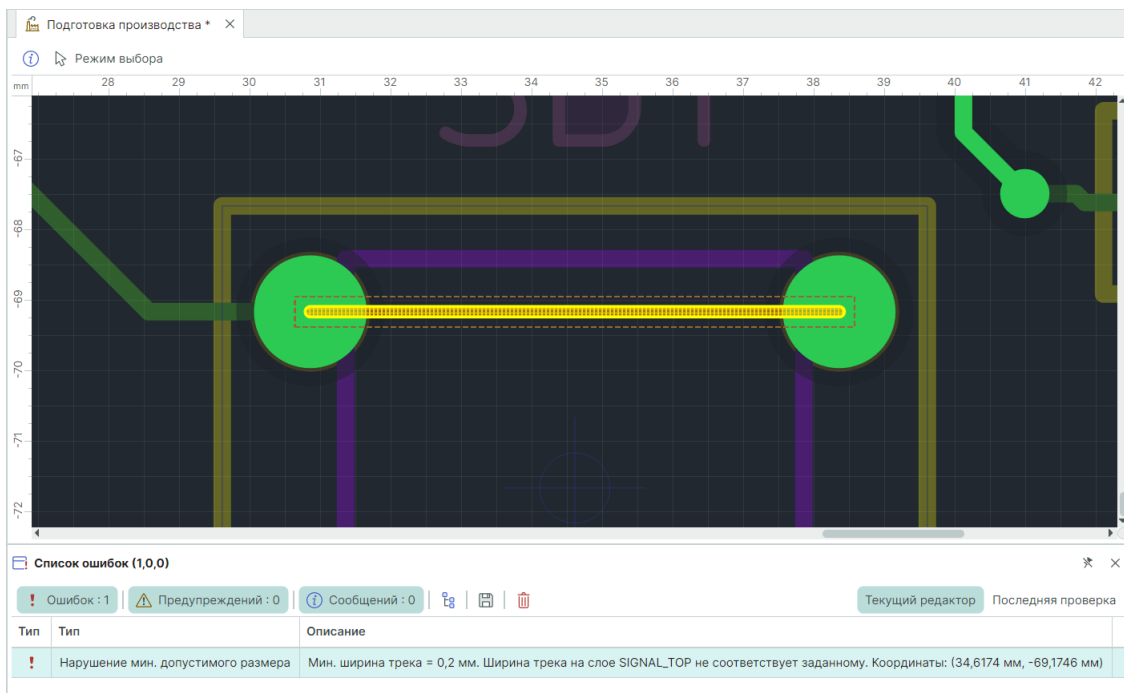 Подготовка производства *
Режим выбора
mm 28 29 30 31 32 33 34 35 36 37 38 39 40 41 42
-67
-68
-69
-70
-71
-72
Список ошибок (1,0,0)
Ошибок : 1 Предупреждений : 0 Сообщений : 0 Текущий редактор Последняя проверка
Тип Тип Описание
Нарушение мин. допустимого размера Мин. ширина трека = 0,2 мм. Ширина трека на слое SIGNAL_TOP не соответствует заданному. Координаты: (34,6174 мм, -69,1746 мм)